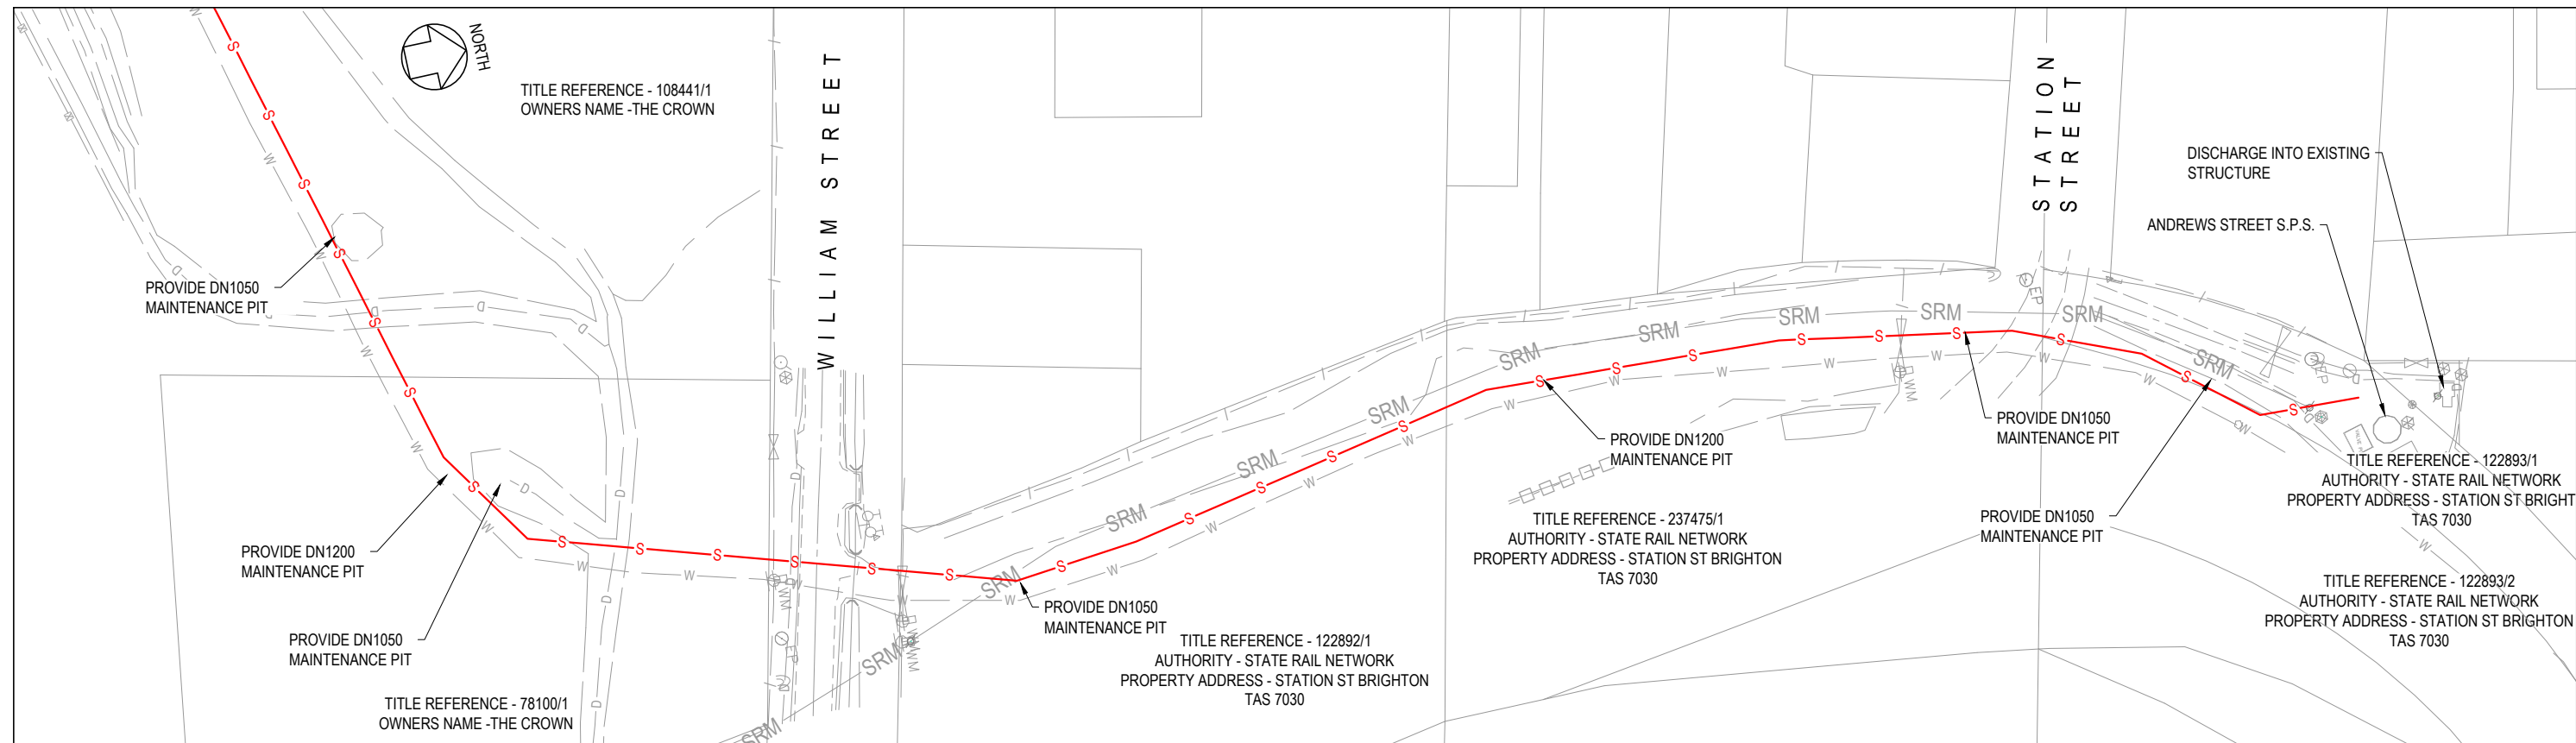 NORTH
TITLE REFERENCE - 108441/1
OWNERS NAME -THE CROWN
WILLIAM STREET
STATION
STREET
DISCHARGE INTO EXISTING
STRUCTURE
ANDREWS STREET S.P.S.
PROVIDE DN1050
MAINTENANCE PIT
PROVIDE DN1200
MAINTENANCE PIT
PROVIDE DN1050
MAINTENANCE PIT
TITLE REFERENCE - 78100/1
OWNERS NAME -THE CROWN
PROVIDE DN1050
MAINTENANCE PIT
TITLE REFERENCE - 122892/1
AUTHORITY - STATE RAIL NETWORK
PROPERTY ADDRESS - STATION ST BRIGHTON
TAS 7030
PROVIDE DN1200
MAINTENANCE PIT
TITLE REFERENCE - 237475/1
AUTHORITY - STATE RAIL NETWORK
PROPERTY ADDRESS - STATION ST BRIGHTON
TAS 7030
PROVIDE DN1050
MAINTENANCE PIT
PROVIDE DN1050
MAINTENANCE PIT
TITLE REFERENCE - 122893/1
AUTHORITY - STATE RAIL NETWORK
PROPERTY ADDRESS - STATION ST BRIGHT
TAS 7030
TITLE REFERENCE - 122893/2
AUTHORITY - STATE RAIL NETWORK
PROPERTY ADDRESS - STATION ST BRIGHTON
TAS 7030
SRM
SRM
SRM
SRM
SRM
SRM
SRM
SRM
SRM
SRM
SRM
SRM
SRM
EP
EP
EP